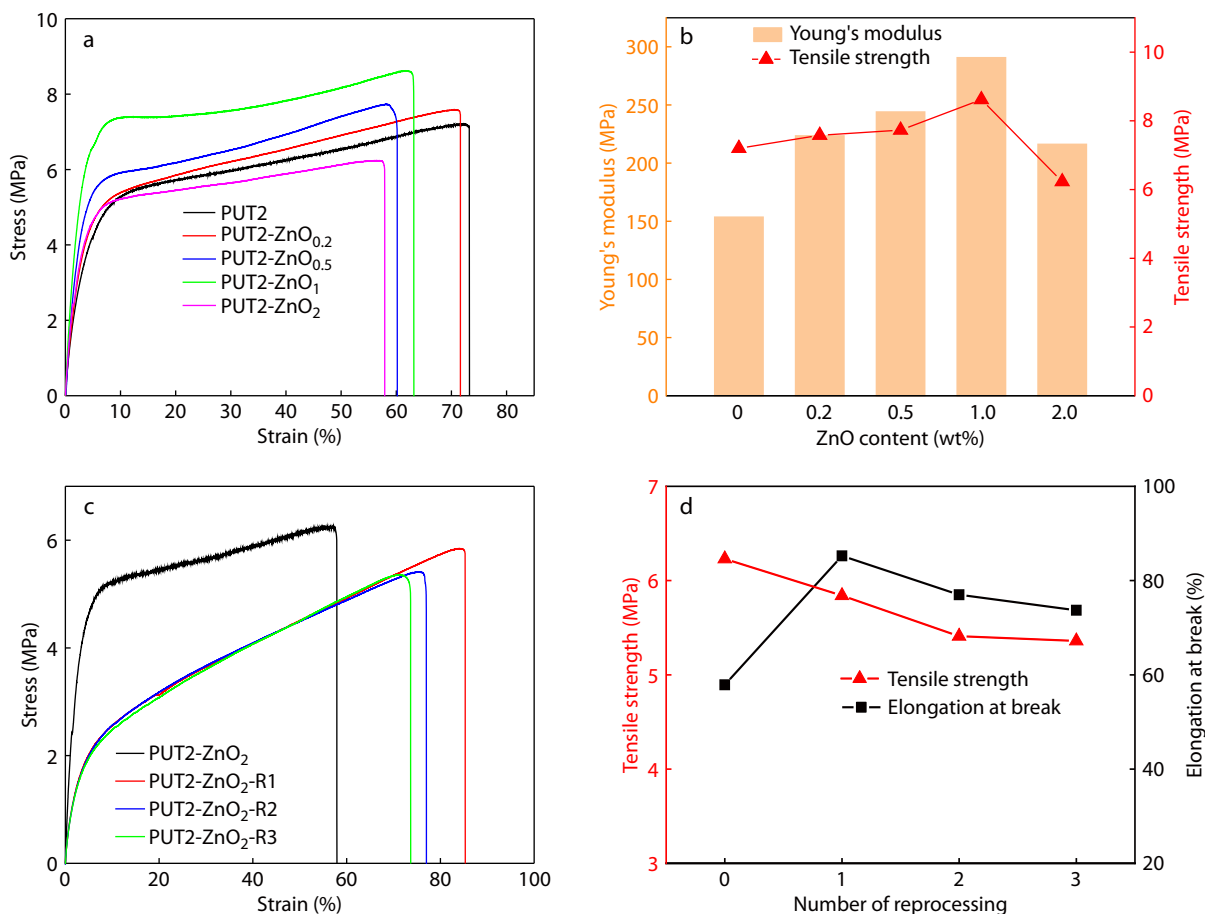 a
Stress (MPa)
10
8
6
4
2
0
PUT2
PUT2-ZnO0.2
PUT2-ZnO0.5
PUT2-ZnO1
PUT2-ZnO2
0 10 20 30 40 50 60 70 80
Strain (%)
b
Young's modulus
Tensile strength
Young's modulus (MPa)
300
250
200
150
100
50
0
Tensile strength (MPa)
10
8
6
4
2
0
0 0.2 0.5 1.0 2.0
ZnO content (wt%)
c
Stress (MPa)
6
4
2
0
PUT2-ZnO2
PUT2-ZnO2-R1
PUT2-ZnO2-R2
PUT2-ZnO2-R3
0 20 40 60 80 100
Strain (%)
d
Tensile strength (MPa)
7
6
5
4
3
Tensile strength
Elongation at break
Elongation at break (%)
100
80
60
40
20
0 1 2 3
Number of reprocessing